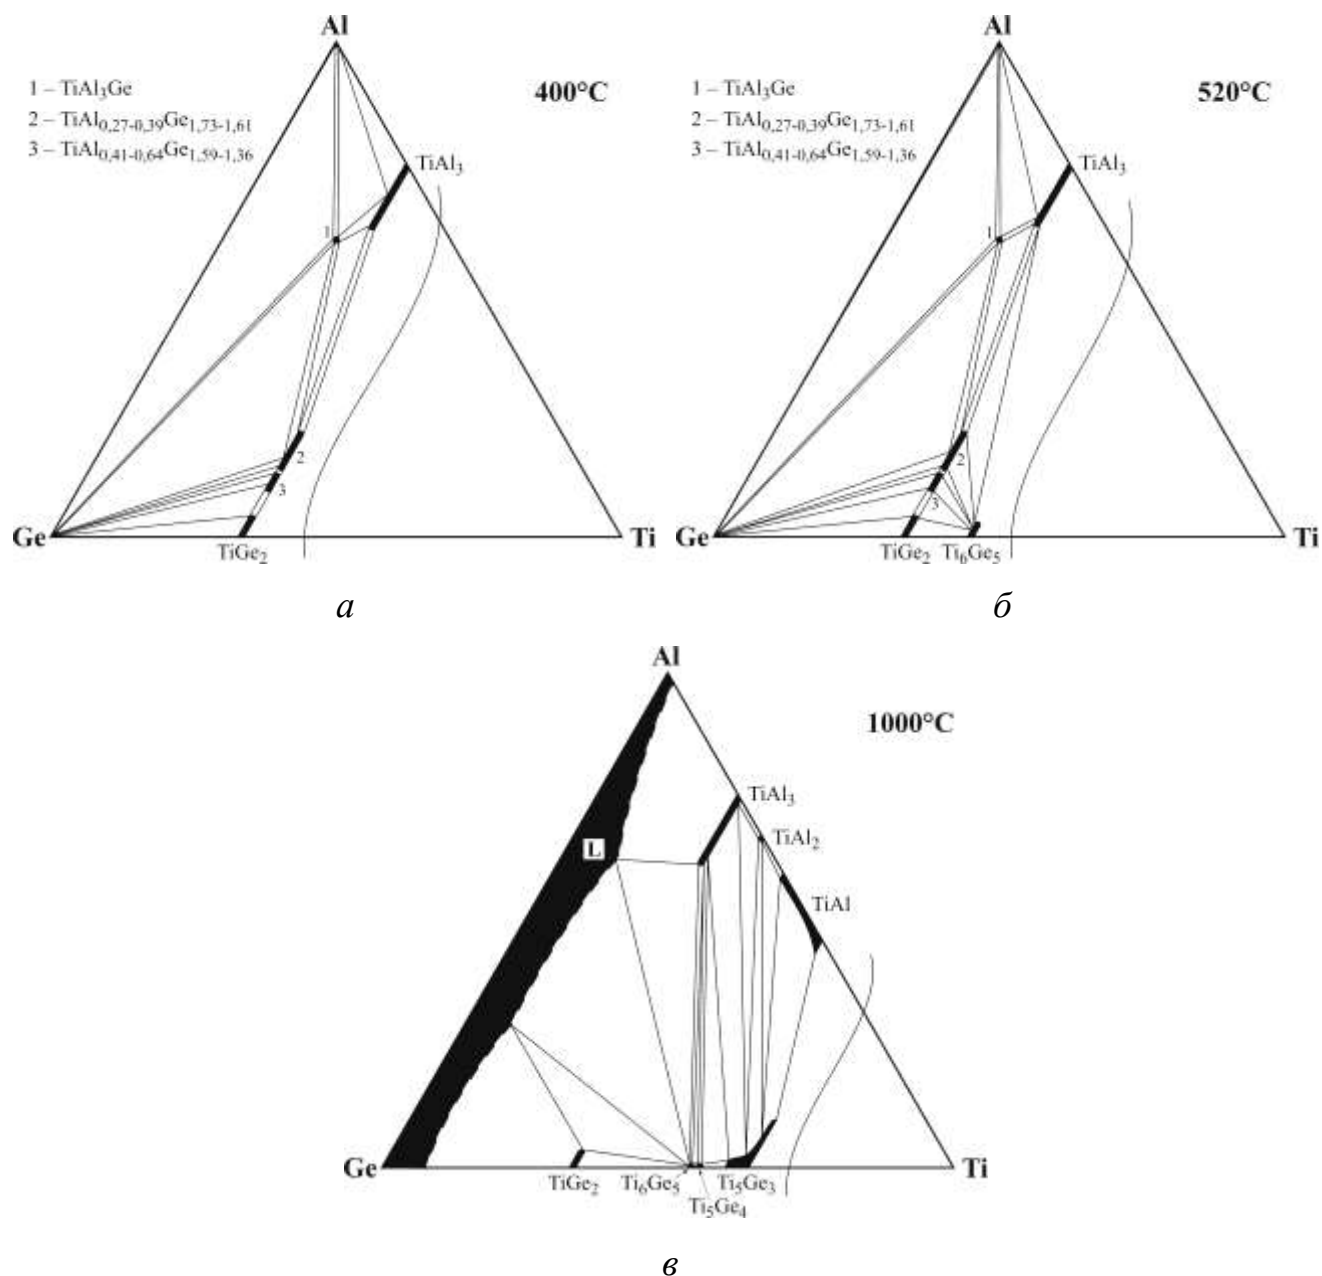 Al
400°C
1 – TiAl₃Ge
2 – TiAl₀,₂₇₋₀,₃₉Ge₁,₇₃₋₁,₆₁
3 – TiAl₀,₄₁₋₀,₆₄Ge₁,₅₉₋₁,₃₆
TiAl₃
1
2
3
Ge
Ti
TiGe₂
а
Al
520°C
1 – TiAl₃Ge
2 – TiAl₀,₂₇₋₀,₃₉Ge₁,₇₃₋₁,₆₁
3 – TiAl₀,₄₁₋₀,₆₄Ge₁,₅₉₋₁,₃₆
TiAl₃
1
2
3
Ge
Ti
TiGe₂ Ti₆Ge₅
б
Al
1000°C
TiAl₃
TiAl₂
L
TiAl
Ge
Ti
TiGe₂ Ti₆Ge₅ Ti₅Ge₃
Ti₅Ge₄
в